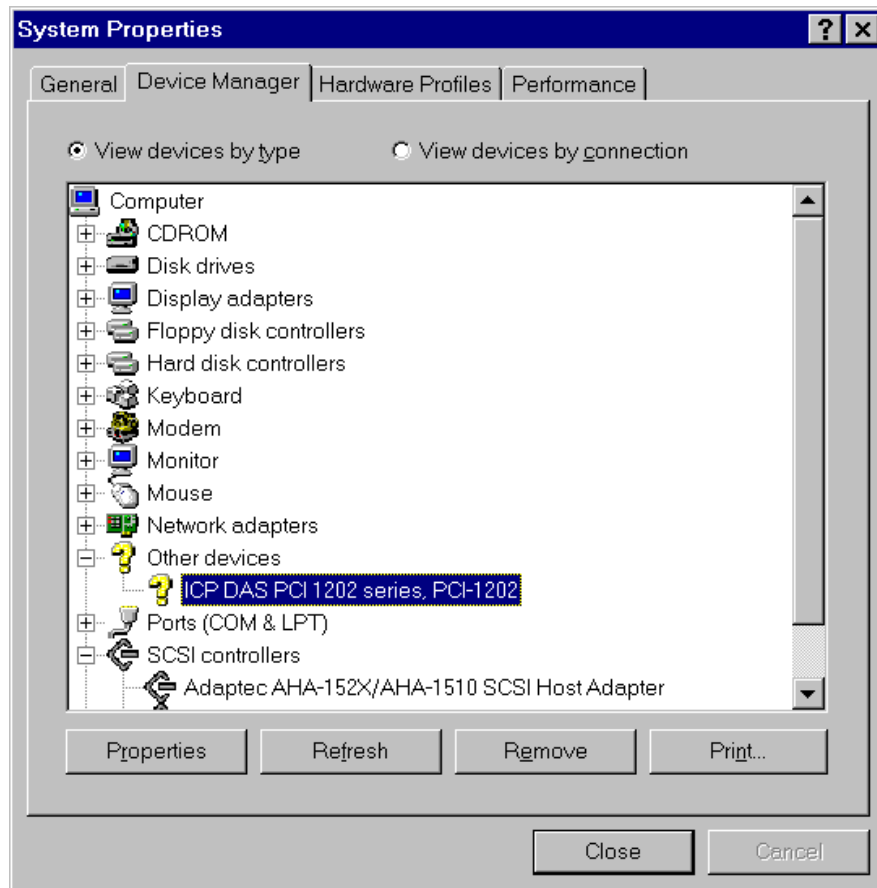 System Properties
General Device Manager Hardware Profiles Performance
View devices by type View devices by connection
Computer
CDROM
Disk drives
Display adapters
Floppy disk controllers
Hard disk controllers
Keyboard
Modem
Monitor
Mouse
Network adapters
Other devices
ICP DAS PCI 1202 series, PCI-1202
Ports (COM & LPT)
SCSI controllers
Adaptec AHA-152X/AHA-1510 SCSI Host Adapter
Properties Refresh Remove Print...
Close Cancel